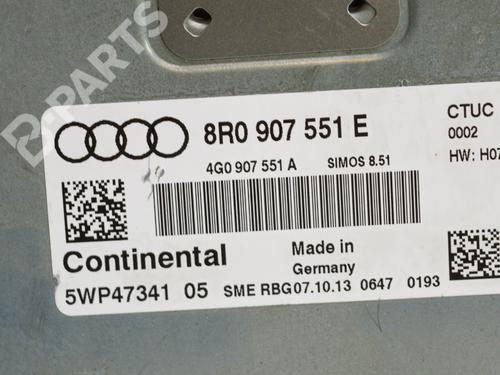 B-PARTS
8R0 907 551 E
CTUC
0002
4G0 907 551 A SIMOS 8.51
HW: H07
Continental
Made in
Germany
5WP47341 05 SME RBG07.10.13 0647 0193